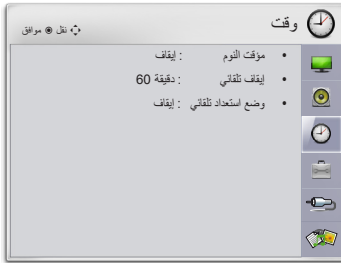 وقت
نقل موافق
مؤقت النوم : إيقاف
إيقاف تلقائي : دقيقة 60
وضع استعداد تلقائي : إيقاف